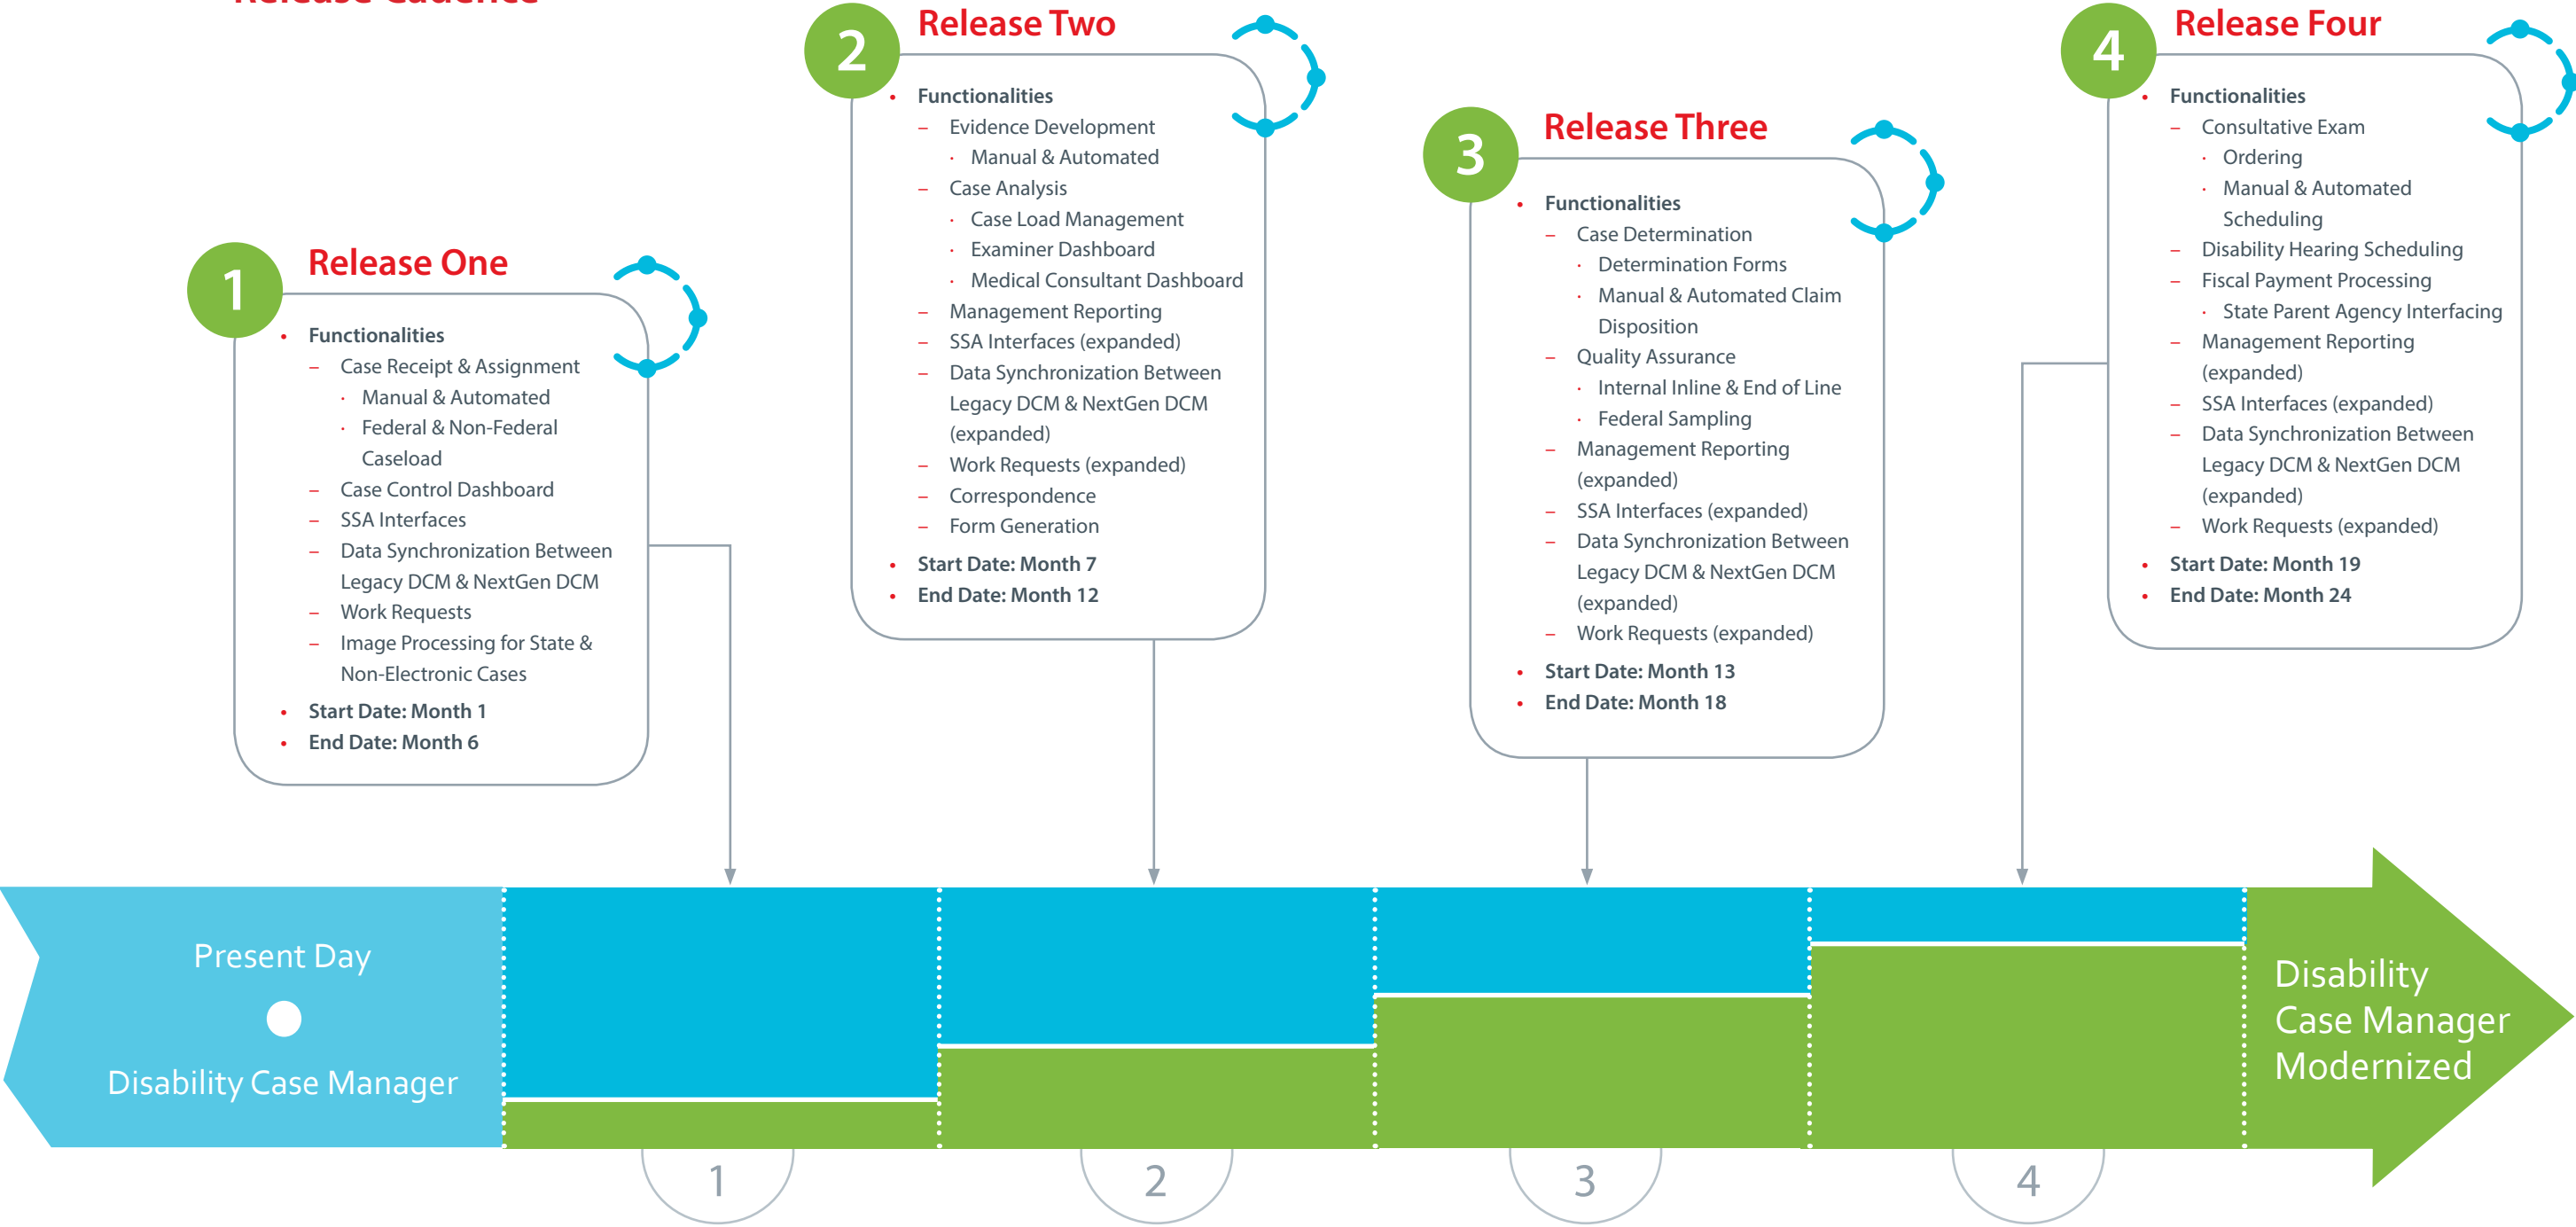 Release Cadence
1
Release One
• Functionalities
– Case Receipt & Assignment
· Manual & Automated
· Federal & Non-Federal
Caseload
– Case Control Dashboard
– SSA Interfaces
– Data Synchronization Between
Legacy DCM & NextGen DCM
– Work Requests
– Image Processing for State &
Non-Electronic Cases
• Start Date: Month 1
• End Date: Month 6
2
Release Two
• Functionalities
– Evidence Development
· Manual & Automated
– Case Analysis
· Case Load Management
· Examiner Dashboard
· Medical Consultant Dashboard
– Management Reporting
– SSA Interfaces (expanded)
– Data Synchronization Between
Legacy DCM & NextGen DCM
(expanded)
– Work Requests (expanded)
– Correspondence
– Form Generation
• Start Date: Month 7
• End Date: Month 12
3
Release Three
• Functionalities
– Case Determination
· Determination Forms
· Manual & Automated Claim
Disposition
– Quality Assurance
· Internal Inline & End of Line
· Federal Sampling
– Management Reporting
(expanded)
– SSA Interfaces (expanded)
– Data Synchronization Between
Legacy DCM & NextGen DCM
(expanded)
– Work Requests (expanded)
• Start Date: Month 13
• End Date: Month 18
4
Release Four
• Functionalities
– Consultative Exam
· Ordering
· Manual & Automated
Scheduling
– Disability Hearing Scheduling
– Fiscal Payment Processing
· State Parent Agency Interfacing
– Management Reporting
(expanded)
– SSA Interfaces (expanded)
– Data Synchronization Between
Legacy DCM & NextGen DCM
(expanded)
– Work Requests (expanded)
• Start Date: Month 19
• End Date: Month 24
Present Day
Disability Case Manager
Disability
Case Manager
Modernized
1
2
3
4